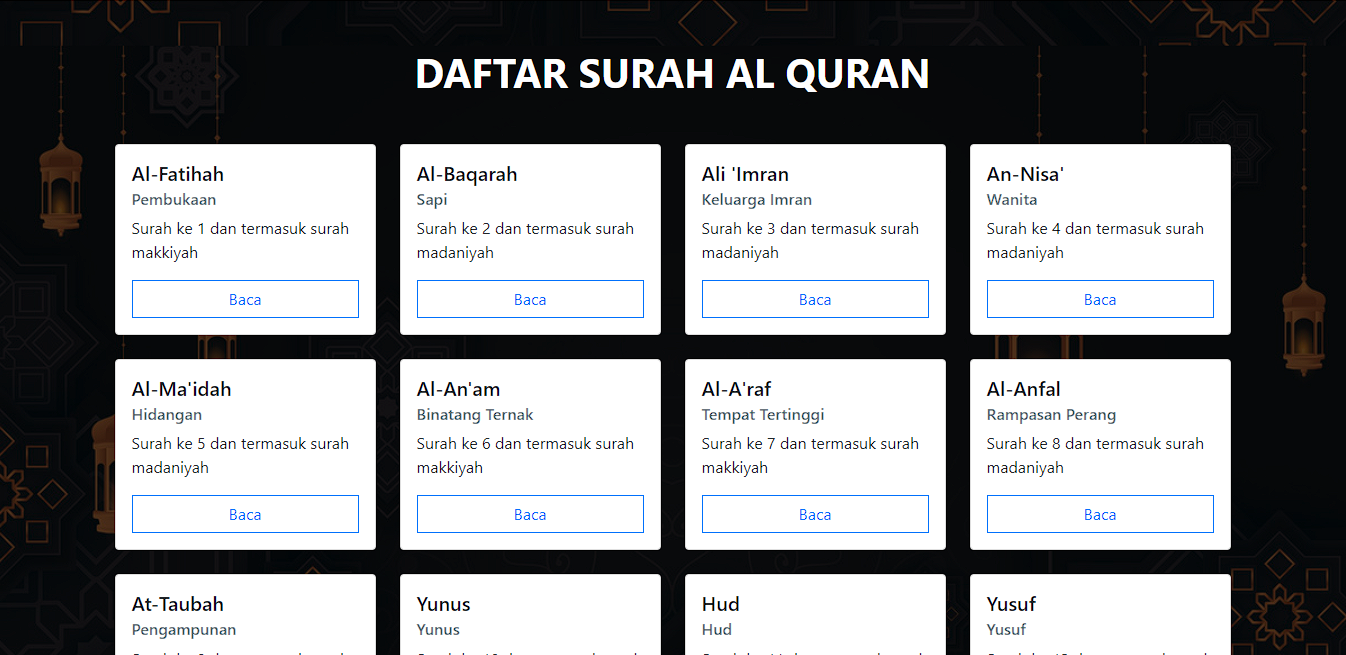 DAFTAR SURAH AL QURAN
Al-Fatihah
Pembukaan
Surah ke 1 dan termasuk surah
makkiyah
Baca
Al-Baqarah
Sapi
Surah ke 2 dan termasuk surah
madaniyah
Baca
Ali 'Imran
Keluarga Imran
Surah ke 3 dan termasuk surah
madaniyah
Baca
An-Nisa'
Wanita
Surah ke 4 dan termasuk surah
madaniyah
Baca
Al-Ma'idah
Hidangan
Surah ke 5 dan termasuk surah
madaniyah
Baca
Al-An'am
Binatang Ternak
Surah ke 6 dan termasuk surah
makkiyah
Baca
Al-A'raf
Tempat Tertinggi
Surah ke 7 dan termasuk surah
makkiyah
Baca
Al-Anfal
Rampasan Perang
Surah ke 8 dan termasuk surah
madaniyah
Baca
At-Taubah
Pengampunan
Yunus
Yunus
Hud
Hud
Yusuf
Yusuf